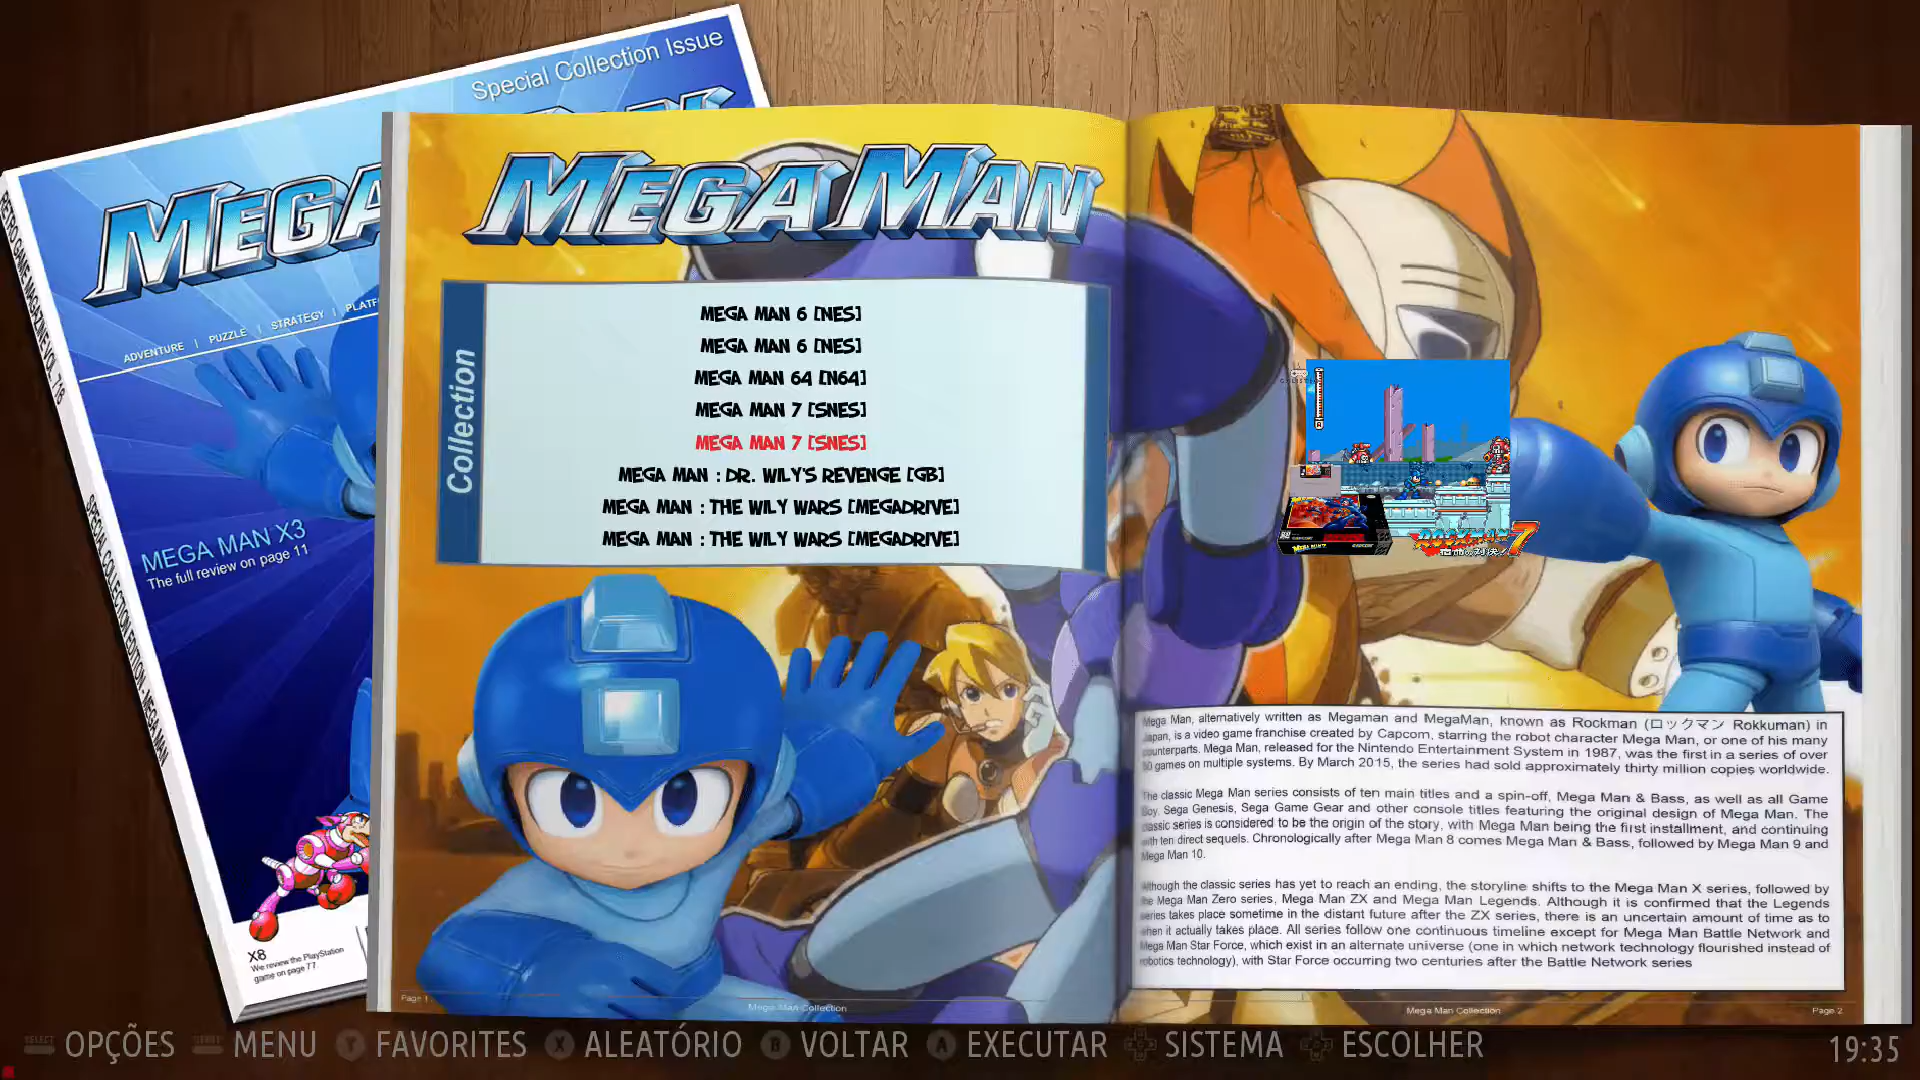 Special Collection Issue
MEGA
ADVENTURE | PUZZLE | STRATEGY |
RETRO GAME MAGAZINE VOL. 718
SPECIAL COLLECTION EDITION - MEGA MAN
MEGA MAN X3
The full review on page 11
X8
We review the PlayStation
game on page 77
MEGA MAN
Collection
MEGA MAN 6 [NES]
MEGA MAN 6 [NES]
MEGA MAN 64 [N64]
MEGA MAN 7 [SNES]
MEGA MAN 7 [SNES]
MEGA MAN : DR. WILY'S REVENGE [GB]
MEGA MAN : THE WILY WARS [MEGADRIVE]
MEGA MAN : THE WILY WARS [MEGADRIVE]
Page 1
Mega Man Collection
Mega Man, alternatively written as Megaman and MegaMan, known as Rockman (ロックマン Rokkuman) in
Japan, is a video game franchise created by Capcom, starring the robot character Mega Man, or one of his many
counterparts. Mega Man, released for the Nintendo Entertainment System in 1987, was the first in a series of over
50 games on multiple systems. By March 2015, the series had sold approximately thirty million copies worldwide.
The classic Mega Man series consists of ten main titles and a spin-off, Mega Man & Bass, as well as all Game
Boy, Sega Genesis, Sega Game Gear and other console titles featuring the original design of Mega Man. The
classic series is considered to be the origin of the story, with Mega Man being the first installment, and continuing
with ten direct sequels. Chronologically after Mega Man 8 comes Mega Man & Bass, followed by Mega Man 9 and
Mega Man 10.
Although the classic series has yet to reach an ending, the storyline shifts to the Mega Man X series, followed by
the Mega Man Zero series, Mega Man ZX and Mega Man Legends. Although it is confirmed that the Legends
series takes place sometime in the distant future after the ZX series, there is an uncertain amount of time as to
when it actually takes place. All series follow one continuous timeline except for Mega Man Battle Network and
Mega Man Star Force, which exist in an alternate universe (one in which network technology flourished instead of
robotics technology), with Star Force occurring two centuries after the Battle Network series
Mega Man Collection
Page 2
SELECT OPÇÕES MENU Y FAVORITES X ALEATÓRIO B VOLTAR A EXECUTAR SISTEMA ESCOLHER 19:35